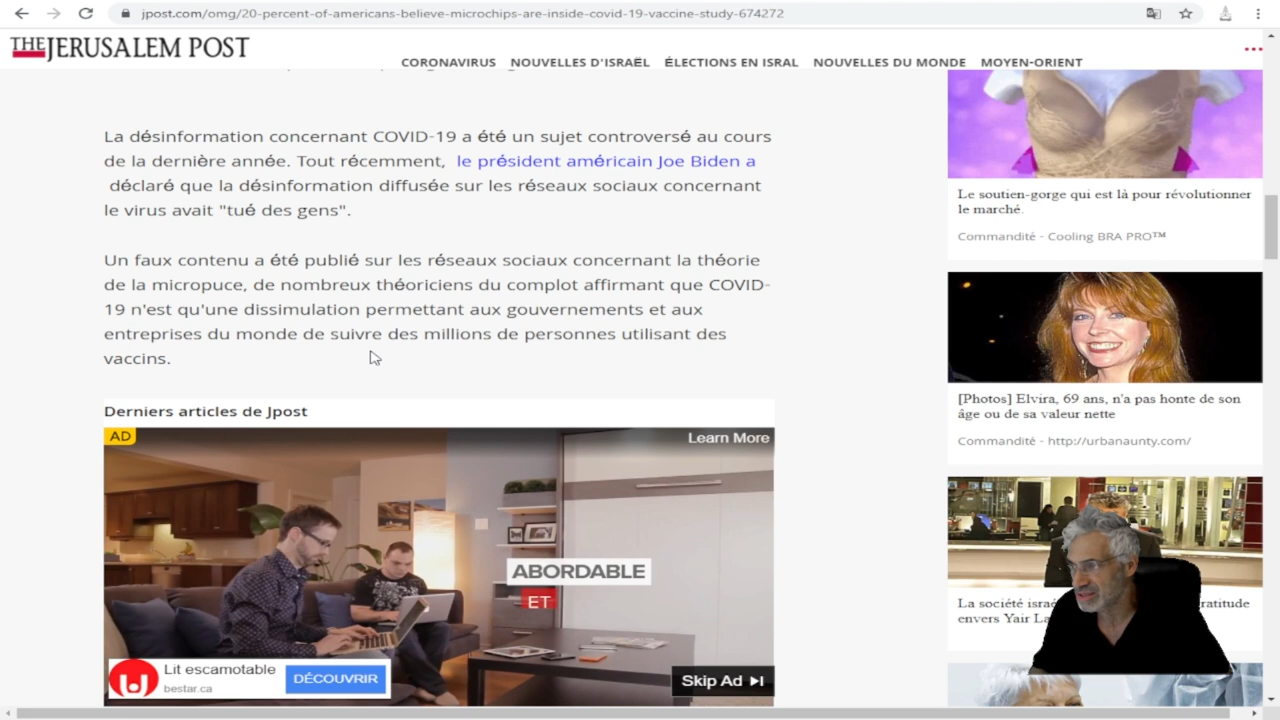 jpost.com/omg/20-percent-of-americans-believe-microchips-are-inside-covid-19-vaccine-study-674272
THE JERUSALEM POST
CORONAVIRUS NOUVELLES D'ISRAËL ÉLECTIONS EN ISRAL NOUVELLES DU MONDE MOYEN-ORIENT
La désinformation concernant COVID-19 a été un sujet controversé au cours
de la dernière année. Tout récemment, le président américain Joe Biden a
déclaré que la désinformation diffusée sur les réseaux sociaux concernant
le virus avait "tué des gens".
Un faux contenu a été publié sur les réseaux sociaux concernant la théorie
de la micropuce, de nombreux théoriciens du complot affirmant que COVID-
19 n'est qu'une dissimulation permettant aux gouvernements et aux
entreprises du monde de suivre des millions de personnes utilisant des
vaccins.
Derniers articles de Jpost
AD
Learn More
ABORDABLE
ET
Lit escamotable
bestar.ca
DÉCOUVRIR
Skip Ad
Le soutien-gorge qui est là pour révolutionner
le marché.
Commandité - Cooling BRA PRO™
[Photos] Elvira, 69 ans, n'a pas honte de son
âge ou de sa valeur nette
Commandité - http://urbanaunty.com/
La société
envers Yair